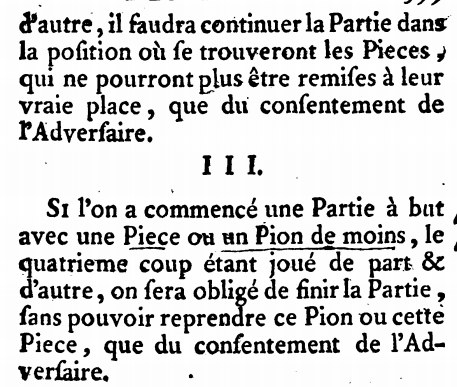 d'autre, il faudra continuer la Partie dans
la poſition où ſe trouveront les Pieces,
qui ne pourront plus être remiſes à leur
vraie place, que du conſentement de
l'Adverſaire.
III.
SI l'on a commencé une Partie à but
avec une Piece ou un Pion de moins, le
quatrieme coup étant joué de part &
d'autre, on ſera obligé de finir la Partie,
ſans pouvoir reprendre ce Pion ou cette
Piece, que du conſentement de l'Ad-
verſaire.